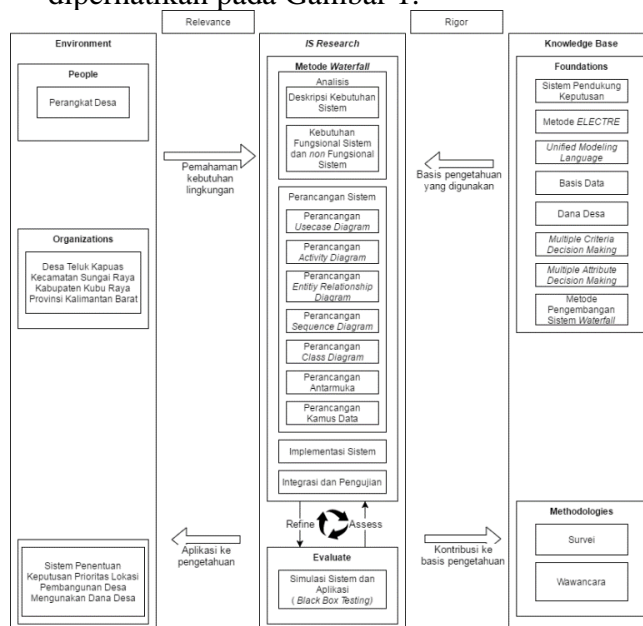 diperhatikan pada Gambar 1.
Relevance
Rigor
Environment
People
Perangkat Desa
Organizations
Desa Teluk Kapuas
Kecamatan Sungai Raya
Kabupaten Kubu Raya
Provinsi Kalimantan Barat
Sistem Penentuan
Keputusan Prioritas Lokasi
Pembangunan Desa
Mengunakan Dana Desa
Pemahaman
kebutuhan
lingkungan
Aplikasi ke
pengetahuan
IS Research
Metode Waterfall
Analisis
Deskripsi Kebutuhan
Sistem
Kebutuhan
Fungsional Sistem
dan non Fungsional
Sistem
Perancangan Sistem
Perancangan
Usecase Diagram
Perancangan
Activity Diagram
Perancangan
Entitiy Relationship
Diagram
Perancangan
Sequence Diagram
Perancangan
Class Diagram
Perancangan
Antarmuka
Perancangan
Kamus Data
Implementasi Sistem
Integrasi dan Pengujian
Refine
Assess
Evaluate
Simulasi Sistem dan
Aplikasi
( Black Box Testing)
Basis pengetahuan
yang digunakan
Kontribusi ke
basis pengetahuan
Knowledge Base
Foundations
Sistem Pendukung
Keputusan
Metode ELECTRE
Unified Modeling
Language
Basis Data
Dana Desa
Multiple Criteria
Decision Making
Multiple Attribute
Decision Making
Metode
Pengembangan
Sistem Waterfall
Methodologies
Survei
Wawancara